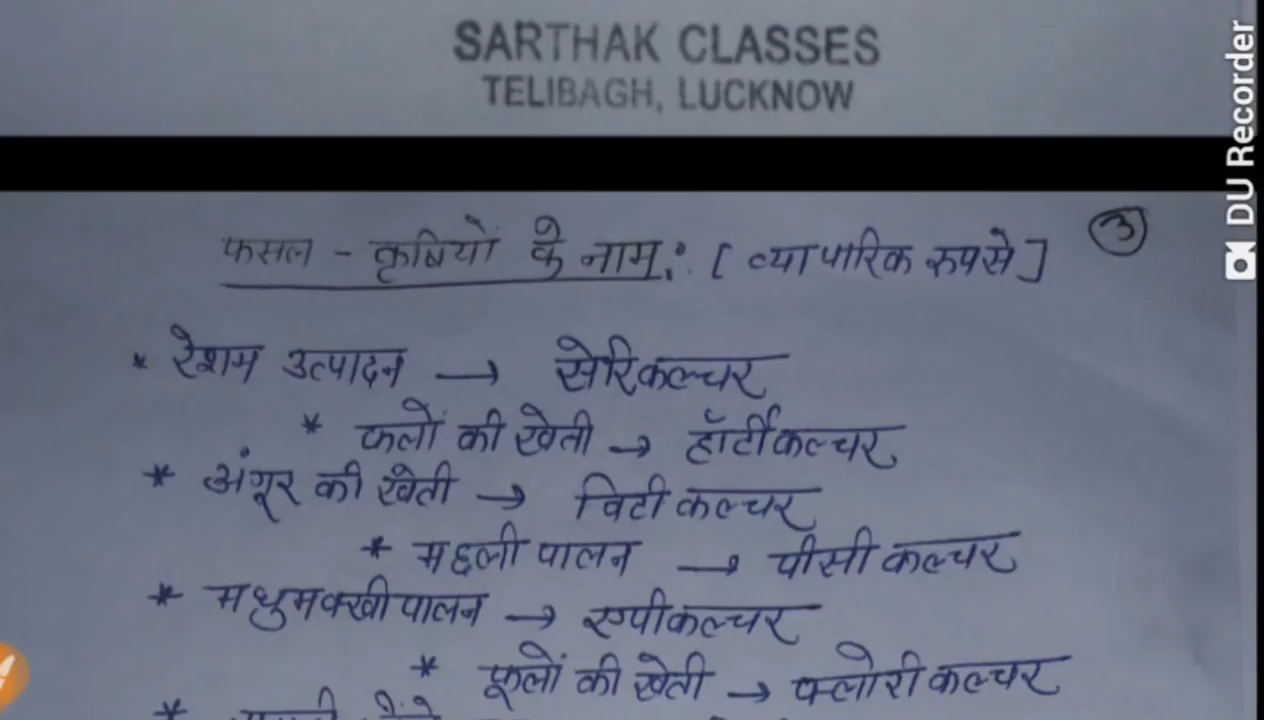 SARTHAK CLASSES
TELIBAGH, LUCKNOW
DU Recorder
फसल - कृषियों के नाम : [ व्यापारिक रुपसे ] ③
* रेशम उत्पादन → सेरिकल्चर
* फलों की खेती → हॉर्टीकल्चर
* अंगूर की खेती → विटी कल्चर
* मछली पालन → पीसी कल्चर
* मधुमक्खी पालन → एपीकल्चर
* फूलों की खेती → फ्लोरी कल्चर
*